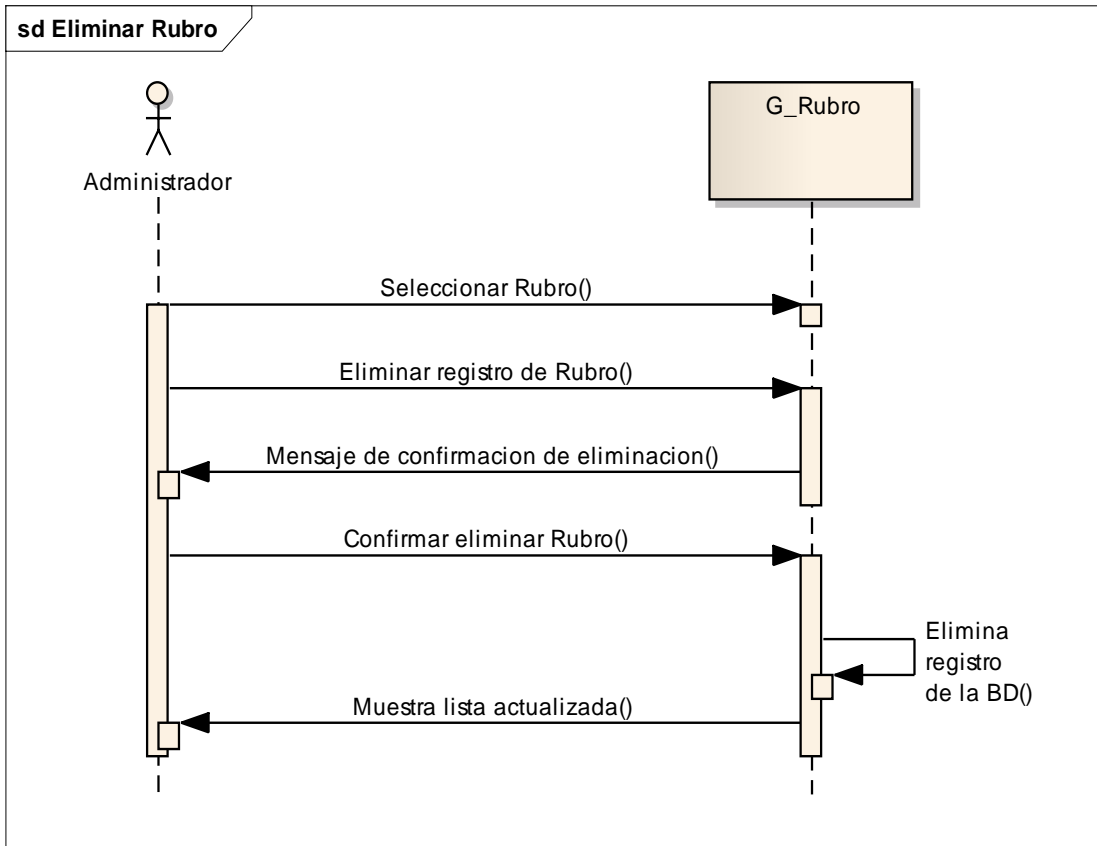 sd Eliminar Rubro
Administrador
G_Rubro
Seleccionar Rubro()
Eliminar registro de Rubro()
Mensaje de confirmacion de eliminacion()
Confirmar eliminar Rubro()
Elimina
registro
de la BD()
Muestra lista actualizada()